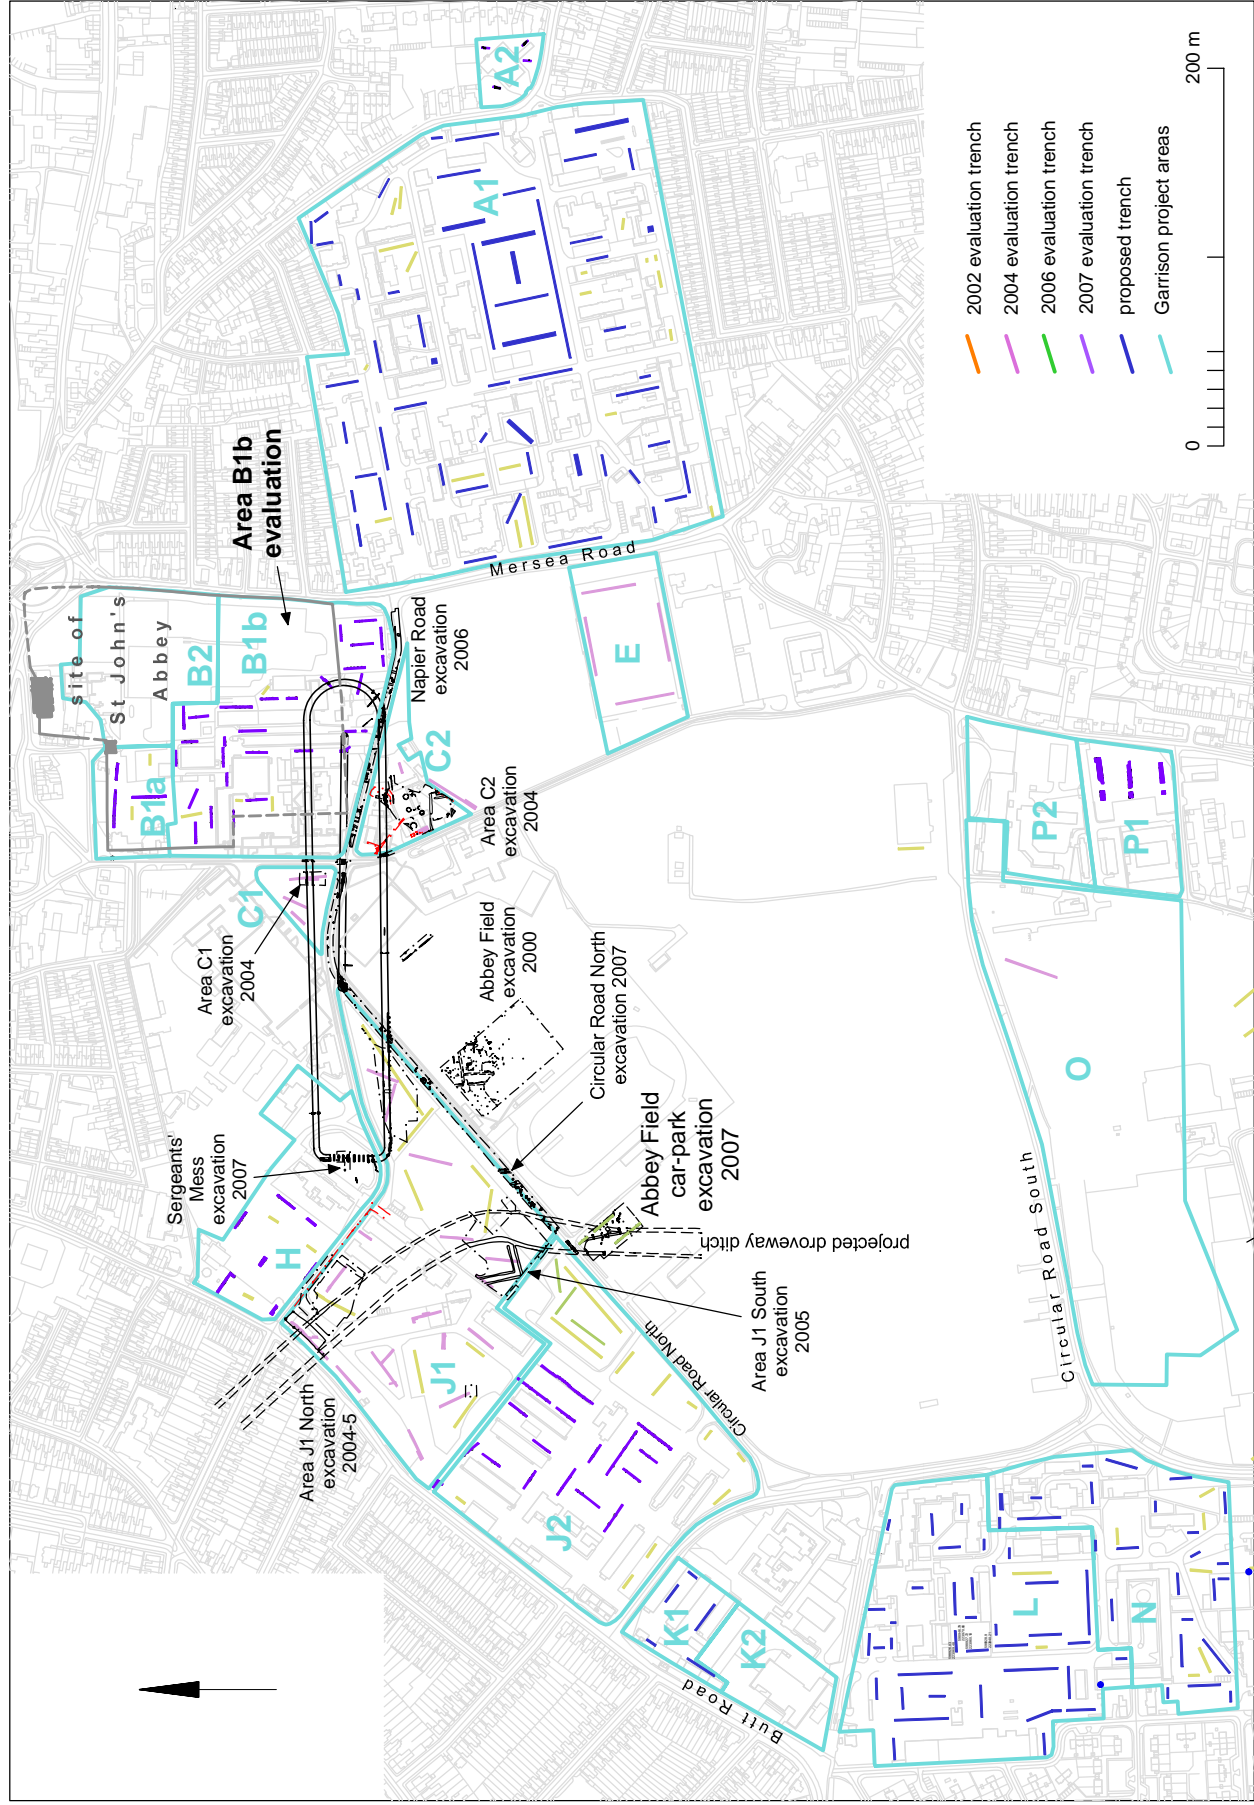 Area B1b
evaluation
site of
St John's
Abbey
B1a
B2
B1b
Napier Road
excavation
2006
C2
Area C2
excavation
2004
C1
Area C1
excavation
2004
Abbey Field
excavation
2000
Circular Road North
excavation 2007
Abbey Field
car-park
excavation
2007
Sergeants'
Mess
excavation
2007
H
projected droveway ditch
Area J1 North
excavation
2004-5
J1
Area J1 South
excavation
2005
Circular Road North
J2
K1
K2
Butt Road
L
N
O
Circular Road South
P2
P1
E
Mersea Road
A1
A2
2002 evaluation trench
2004 evaluation trench
2006 evaluation trench
2007 evaluation trench
proposed trench
Garrison project areas
0
200 m